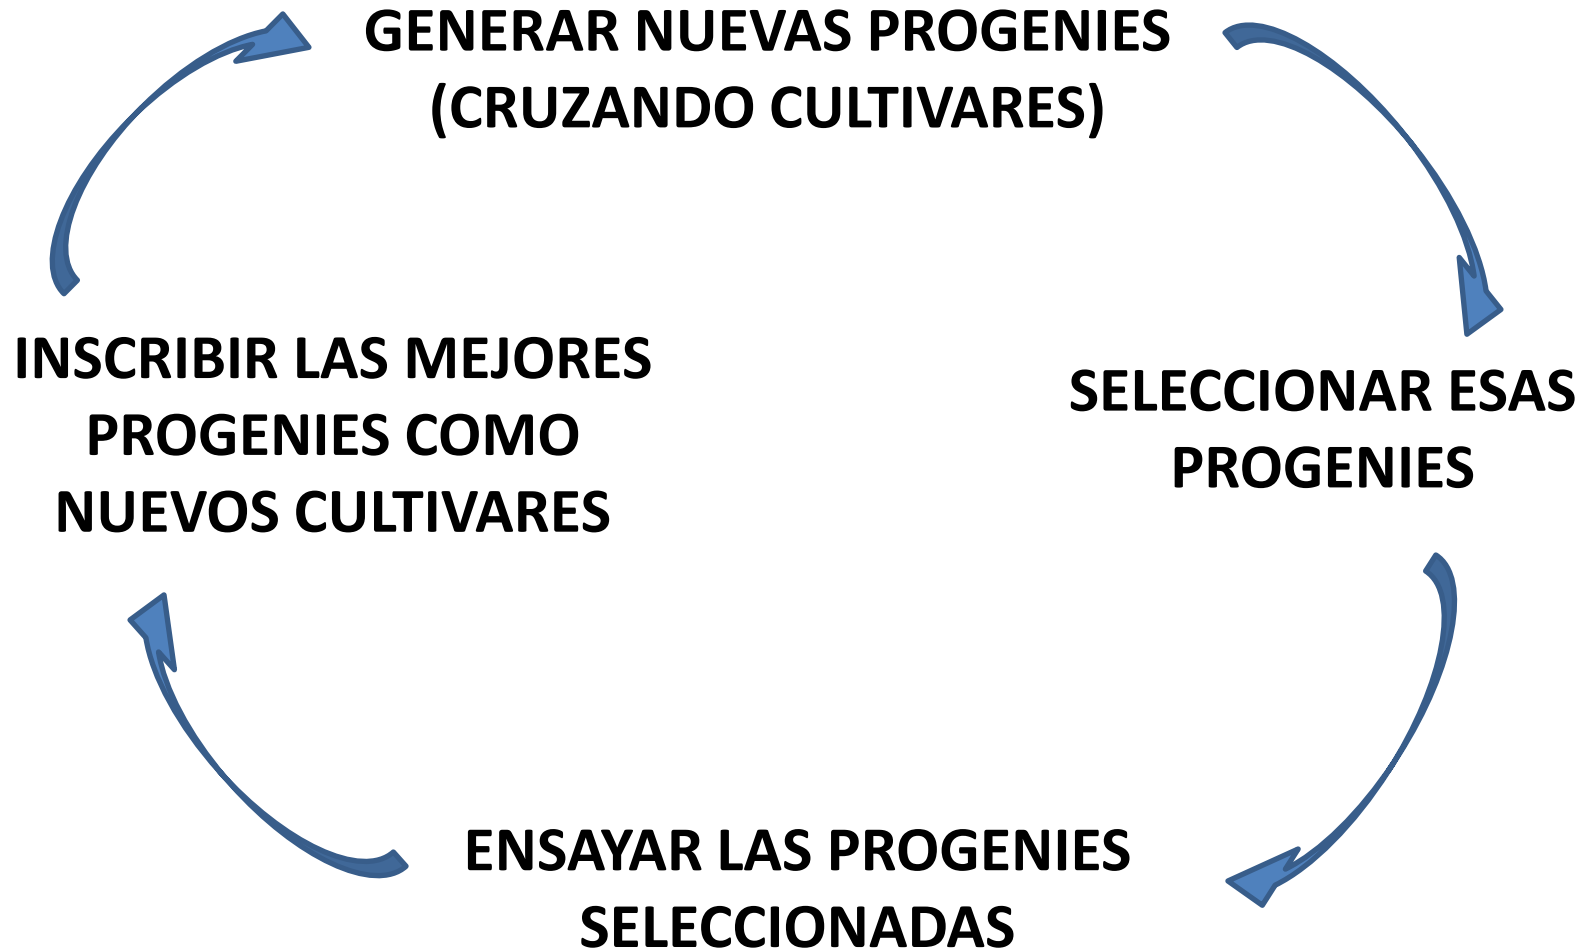 GENERAR NUEVAS PROGENIES
(CRUZANDO CULTIVARES)
SELECCIONAR ESAS
PROGENIES
ENSAYAR LAS PROGENIES
SELECCIONADAS
INSCRIBIR LAS MEJORES
PROGENIES COMO
NUEVOS CULTIVARES